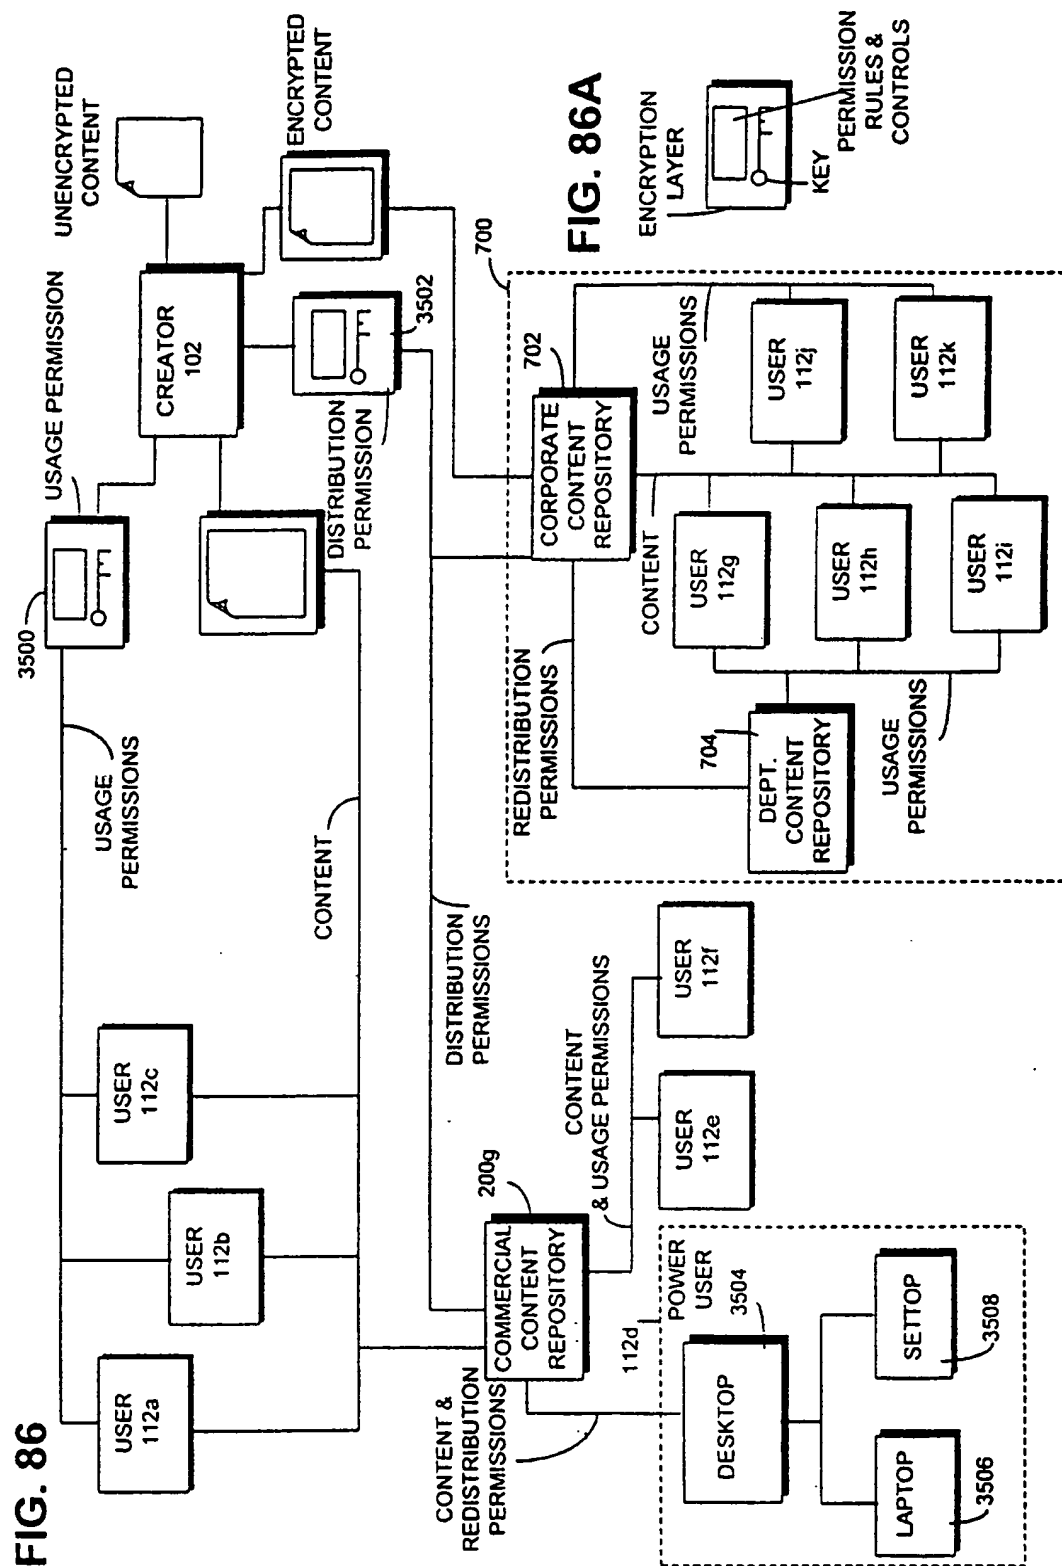 FIG. 86
USER
112a
USER
112b
USER
112c
USAGE
PERMISSIONS
3500
USAGE PERMISSION
CREATOR
102
UNENCRYPTED
CONTENT
ENCRYPTED
CONTENT
CONTENT
DISTRIBUTION
PERMISSION
3502
DISTRIBUTION
PERMISSIONS
COMMERCIAL
CONTENT
REPOSITORY
200g
CONTENT &
REDISTRIBUTION
PERMISSIONS
CONTENT
& USAGE PERMISSIONS
USER
112e
USER
112f
112d
POWER
USER
3504
DESKTOP
LAPTOP
3506
SETTOP
3508
700
702
CORPORATE
CONTENT
REPOSITORY
REDISTRIBUTION
PERMISSIONS
704
DEPT.
CONTENT
REPOSITORY
CONTENT
USAGE
PERMISSIONS
USER
112g
USER
112h
USER
112i
USER
112j
USER
112k
USAGE
PERMISSIONS
FIG. 86A
ENCRYPTION
LAYER
KEY
PERMISSION
RULES &
CONTROLS